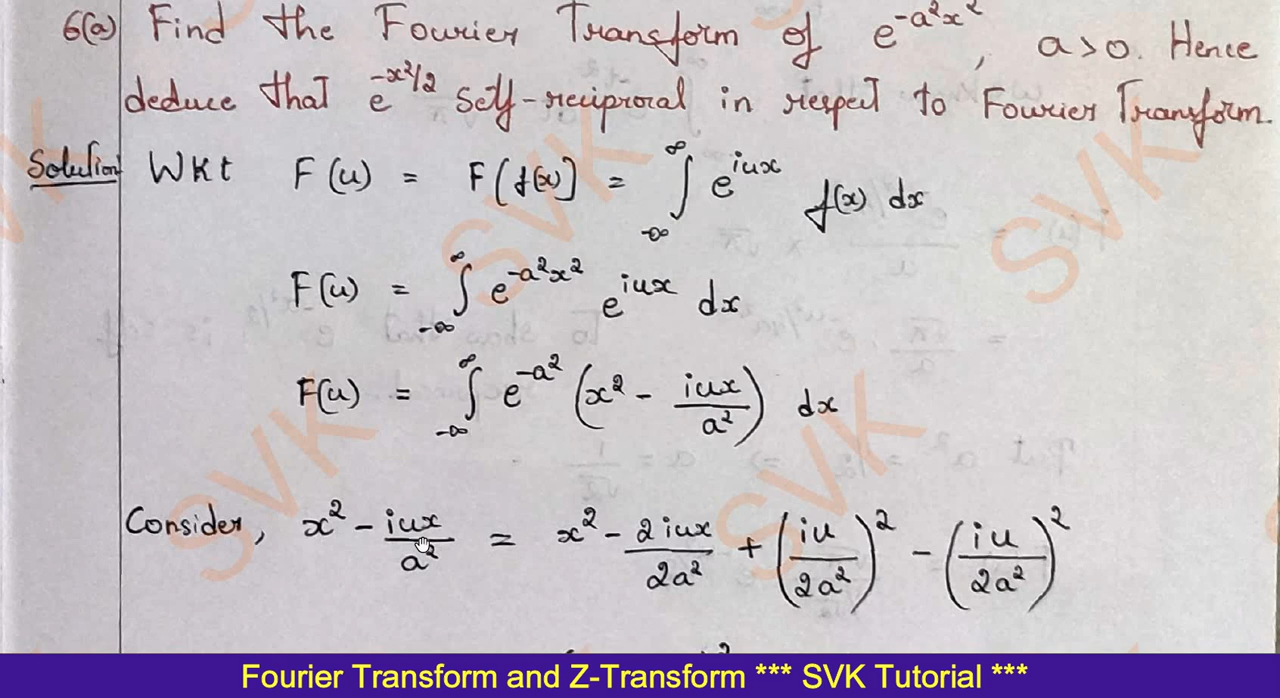 6(a) Find the Fourier Transform of e^{-a²x²}, a>0. Hence
deduce that e^{-x²/2} self-reciproral in respect to Fourier Transform.
Solution WKt F(u) = F[f(x)] = ∫_{-∞}^{∞} e^{iux} f(x) dx
F(u) = ∫_{-∞}^{∞} e^{-a²x²} e^{iux} dx
F(u) = ∫_{-∞}^{∞} e^{-a²} (x² - iux/a²) dx
Consider, x² - iux/a² = x² - 2iux/2a² + (iu/2a²)² - (iu/2a²)²
Fourier Transform and Z-Transform *** SVK Tutorial ***
SVK